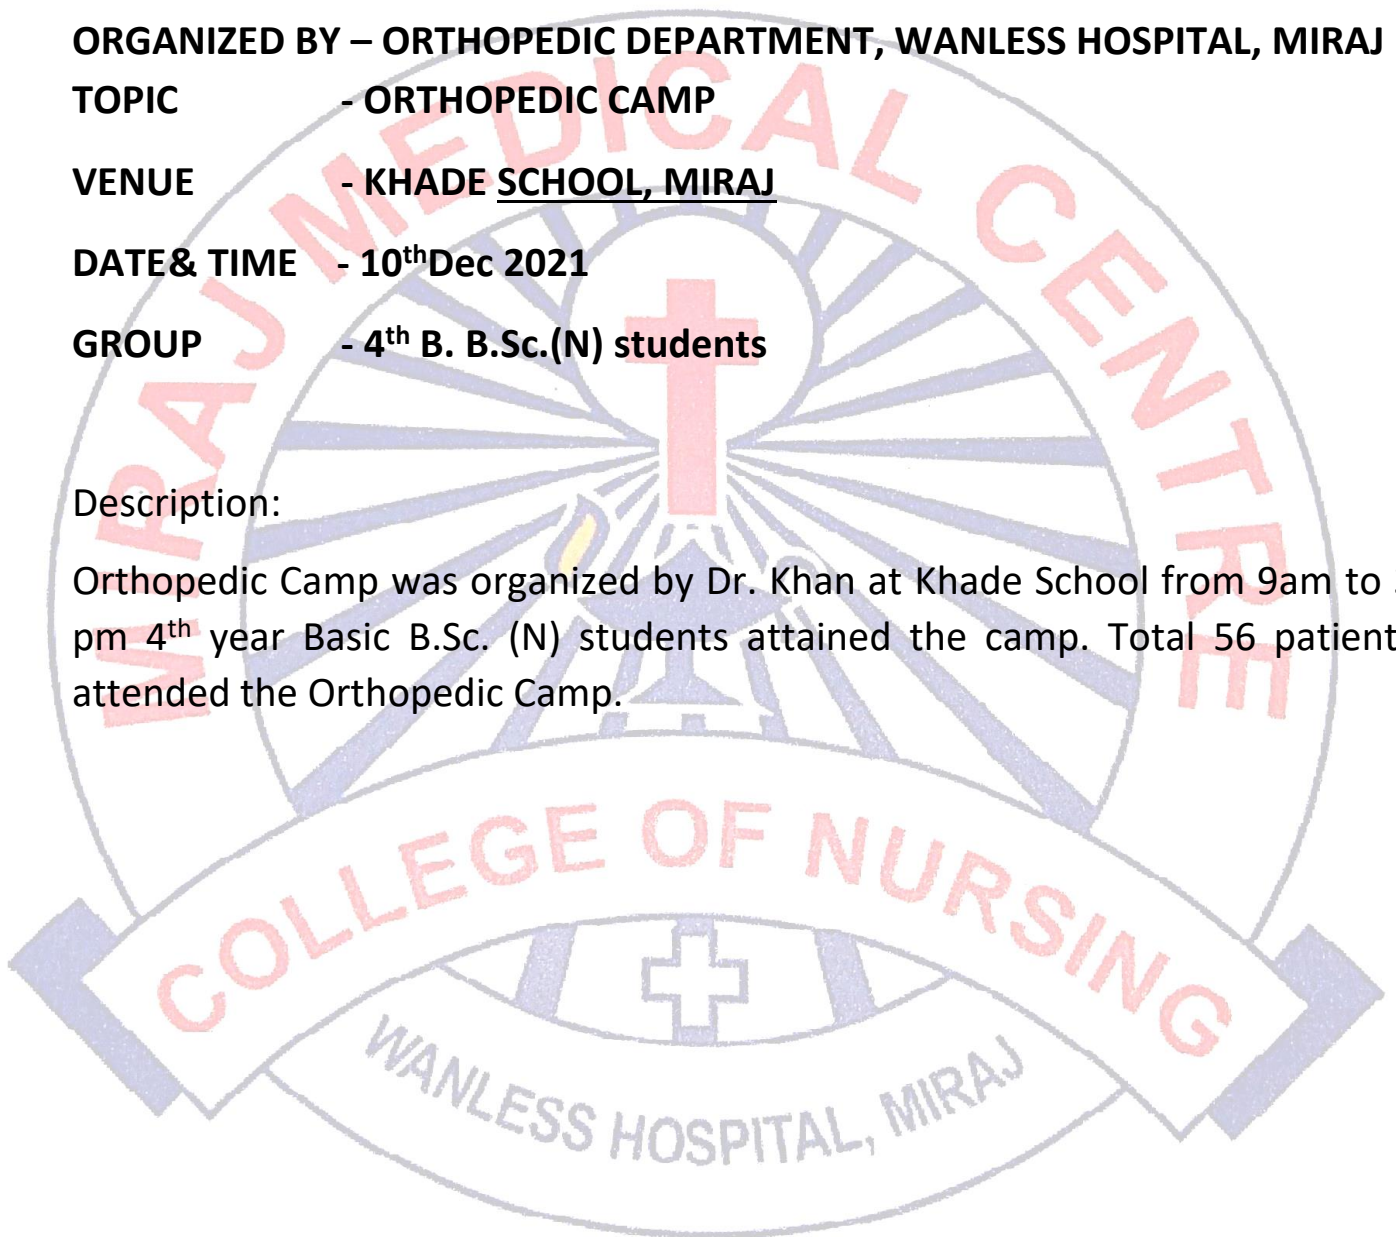 ORGANIZED BY – ORTHOPEDIC DEPARTMENT, WANLESS HOSPITAL, MIRAJ
TOPIC - ORTHOPEDIC CAMP
VENUE - KHADE SCHOOL, MIRAJ
DATE& TIME - 10thDec 2021
GROUP - 4th B. B.Sc.(N) students
Description:
Orthopedic Camp was organized by Dr. Khan at Khade School from 9am to
pm 4th year Basic B.Sc. (N) students attained the camp. Total 56 patient
attended the Orthopedic Camp.
MIRAJ MEDICAL CENTRE
COLLEGE OF NURSING
WANLESS HOSPITAL, MIRAJ